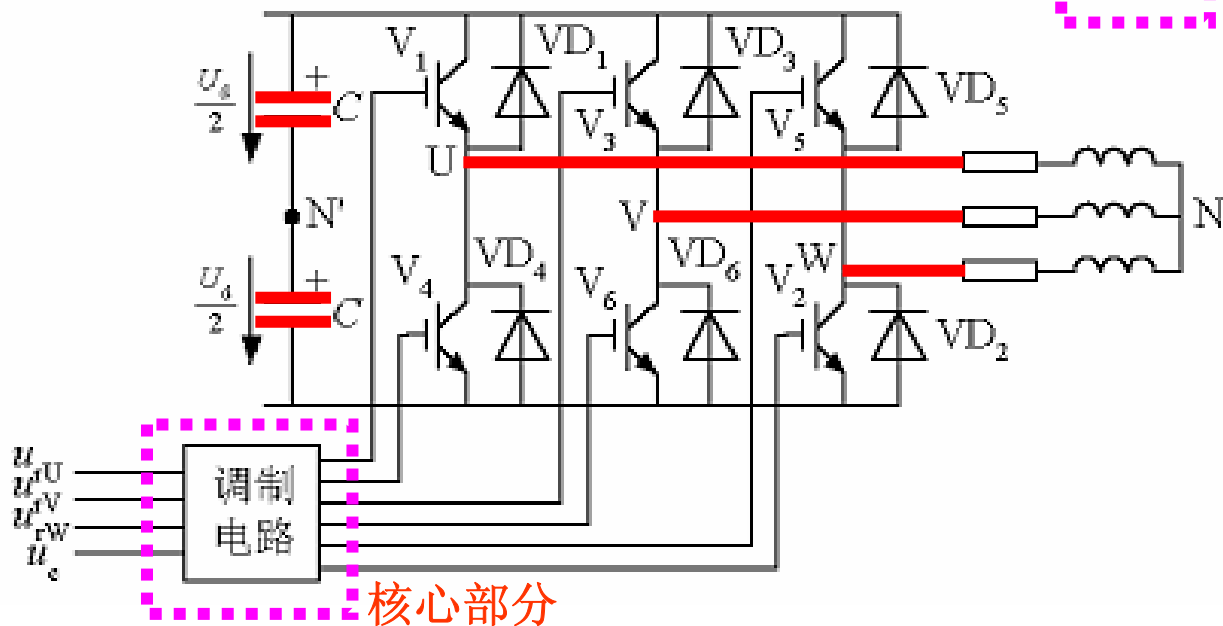 V1 VD1 VD3
Ud/2 + C V3 V5 VD5
U
N' V N
W
V4 VD4 V6 VD6 V2
Ud/2 + C VD2
urU
urV
urW
uc
调制
电路
核心部分